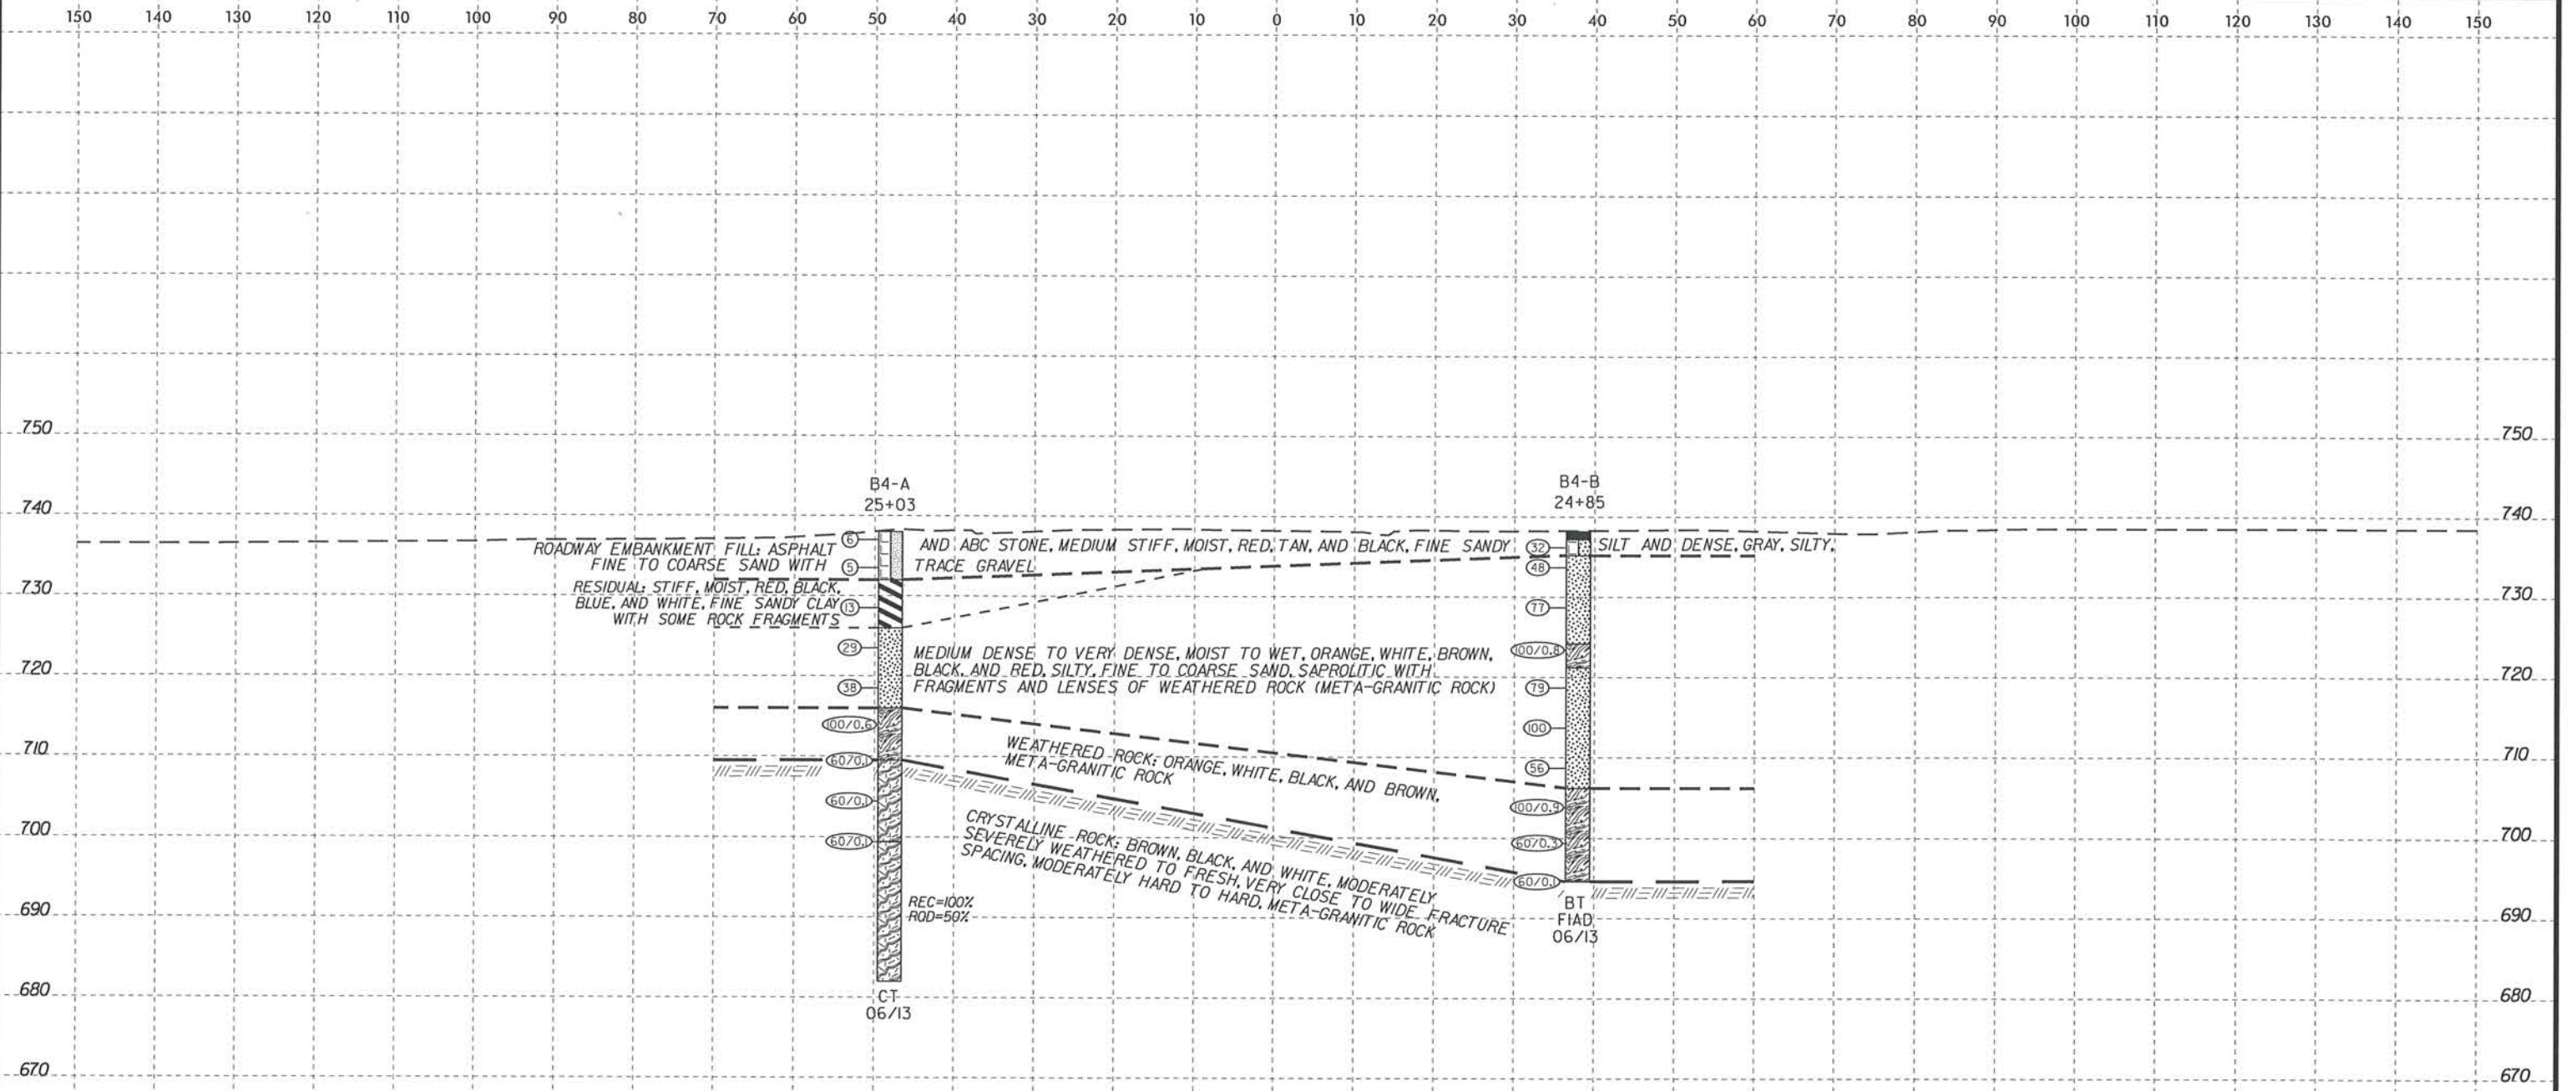 150 140 130 120 110 100 90 80 70 60 50 40 30 20 10 0 10 20 30 40 50 60 70 80 90 100 110 120 130 140 150
750 750
B4-A B4-B
25+03 24+85
740 740
6 ROADWAY EMBANKMENT FILL: ASPHALT AND ABC STONE, MEDIUM STIFF, MOIST, RED, TAN, AND BLACK, FINE SANDY 32 SILT AND DENSE, GRAY, SILTY,
FINE TO COARSE SAND WITH 5 TRACE GRAVEL 48
730 730
RESIDUAL: STIFF, MOIST, RED, BLACK,
BLUE, AND WHITE, FINE SANDY CLAY 13 77
WITH SOME ROCK FRAGMENTS
29 MEDIUM DENSE TO VERY DENSE, MOIST TO WET, ORANGE, WHITE, BROWN, 100/0.8
720 BLACK, AND RED, SILTY, FINE TO COARSE SAND, SAPROLITIC WITH 720
38 FRAGMENTS AND LENSES OF WEATHERED ROCK (META-GRANITIC ROCK) 79
100/0.6 100
710 710
WEATHERED ROCK: ORANGE, WHITE, BLACK, AND BROWN,
META-GRANITIC ROCK
60/0.1 56
60/0.1 100/0.9
700 700
60/0.1 60/0.3
CRYSTALLINE ROCK: BROWN, BLACK, AND WHITE, MODERATELY
SEVERELY WEATHERED TO FRESH, VERY CLOSE TO WIDE FRACTURE
SPACING, MODERATELY HARD TO HARD, META-GRANITIC ROCK
60/0.1
REC=100% BT
RQD=50% FIAD
690 690
06/13
680 680
CT
06/13
670 670